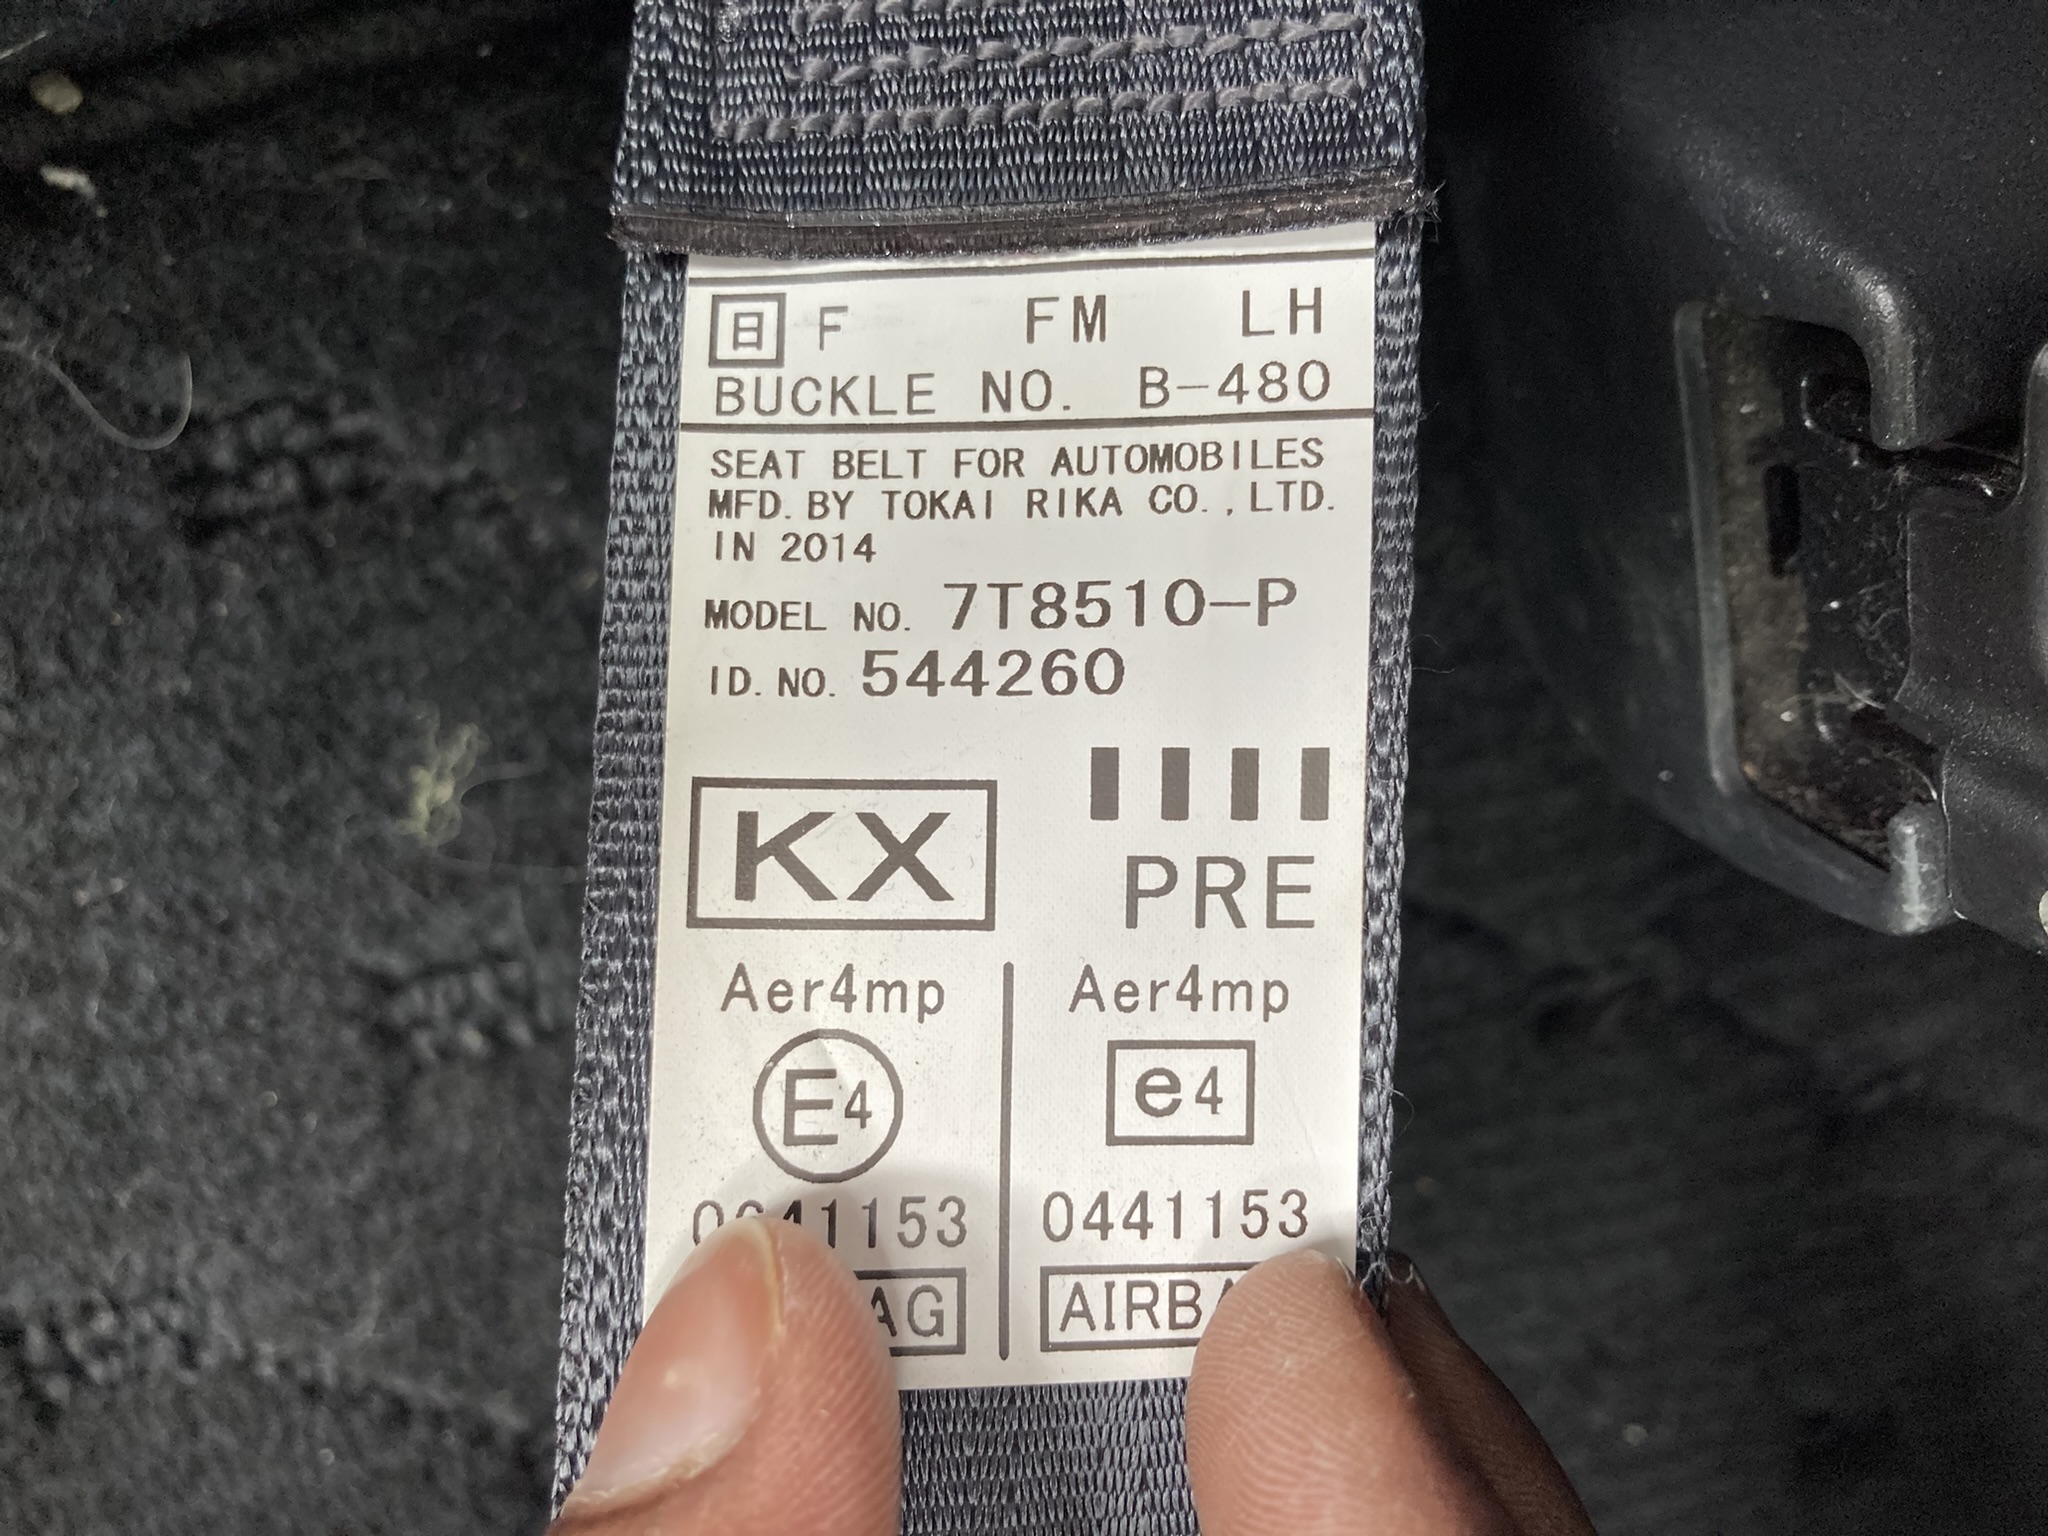 日 F FM LH
BUCKLE NO. B-480
SEAT BELT FOR AUTOMOBILES
MFD. BY TOKAI RIKA CO., LTD.
IN 2014
MODEL NO. 7T8510-P
ID. NO. 544260
KX
PRE
Aer4mp Aer4mp
E4 e4
0441153